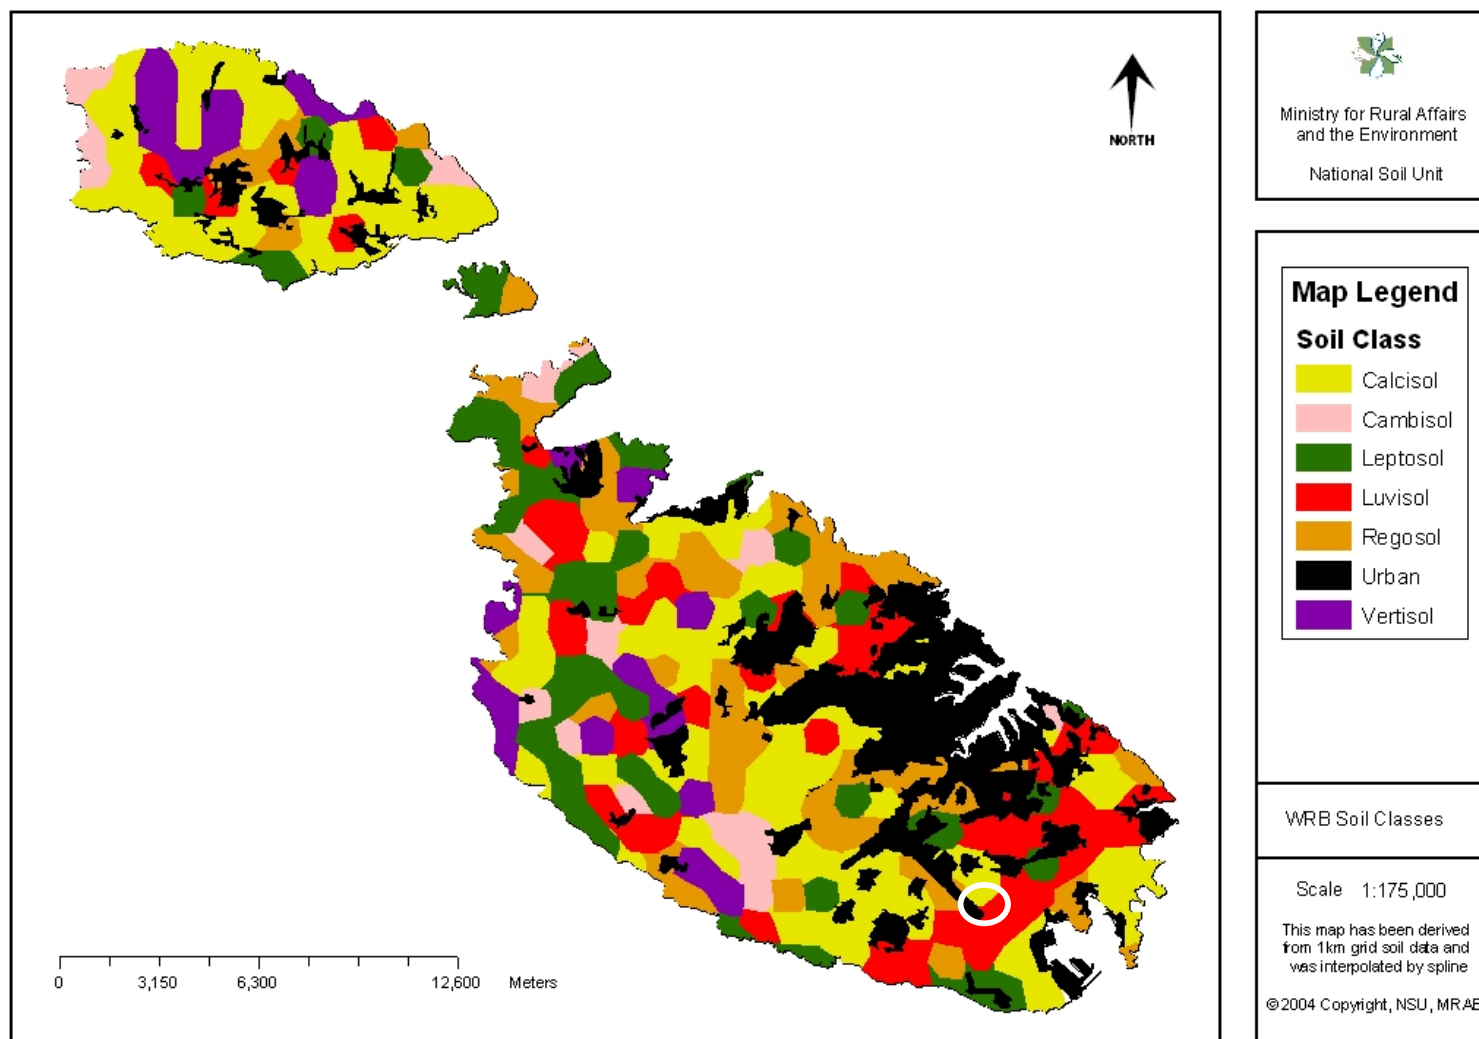 NORTH
0 3,150 6,300 12,600 Meters
Ministry for Rural Affairs
and the Environment
National Soil Unit
Map Legend
Soil Class
Calcisol
Cambisol
Leptosol
Luvisol
Regosol
Urban
Vertisol
WRB Soil Classes
Scale 1:175,000
This map has been derived
from 1km grid soil data and
was interpolated by spline
©2004 Copyright, NSU, MRAE